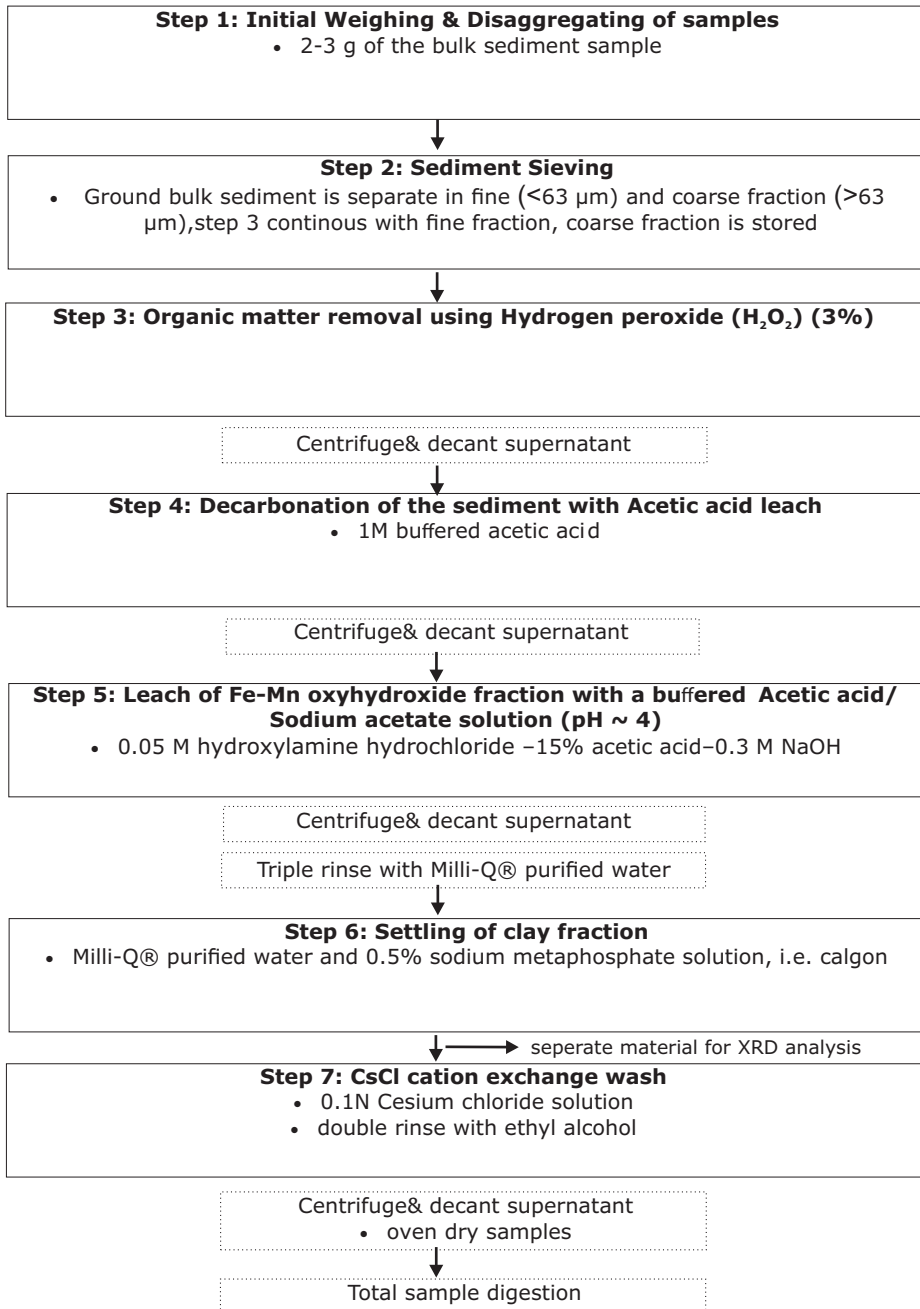 Step 1: Initial Weighing & Disaggregating of samples
• 2-3 g of the bulk sediment sample
Step 2: Sediment Sieving
• Ground bulk sediment is separate in fine (<63 µm) and coarse fraction (>63
µm),step 3 continous with fine fraction, coarse fraction is stored
Step 3: Organic matter removal using Hydrogen peroxide (H₂O₂) (3%)
Centrifuge& decant supernatant
Step 4: Decarbonation of the sediment with Acetic acid leach
• 1M buffered acetic acid
Centrifuge& decant supernatant
Step 5: Leach of Fe-Mn oxyhydroxide fraction with a buffered Acetic acid/
Sodium acetate solution (pH ~ 4)
• 0.05 M hydroxylamine hydrochloride –15% acetic acid–0.3 M NaOH
Centrifuge& decant supernatant
Triple rinse with Milli-Q® purified water
Step 6: Settling of clay fraction
• Milli-Q® purified water and 0.5% sodium metaphosphate solution, i.e. calgon
seperate material for XRD analysis
Step 7: CsCl cation exchange wash
• 0.1N Cesium chloride solution
• double rinse with ethyl alcohol
Centrifuge& decant supernatant
• oven dry samples
Total sample digestion